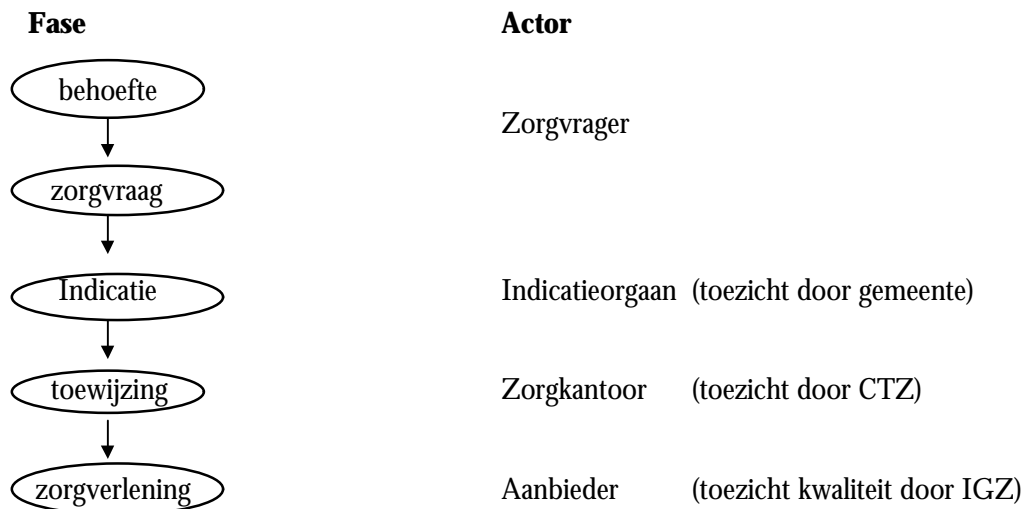 Fase Actor
behoefte
Zorgvrager
zorgvraag
Indicatie Indicatieorgaan (toezicht door gemeente)
toewijzing Zorgkantoor (toezicht door CTZ)
zorgverlening Aanbieder (toezicht kwaliteit door IGZ)